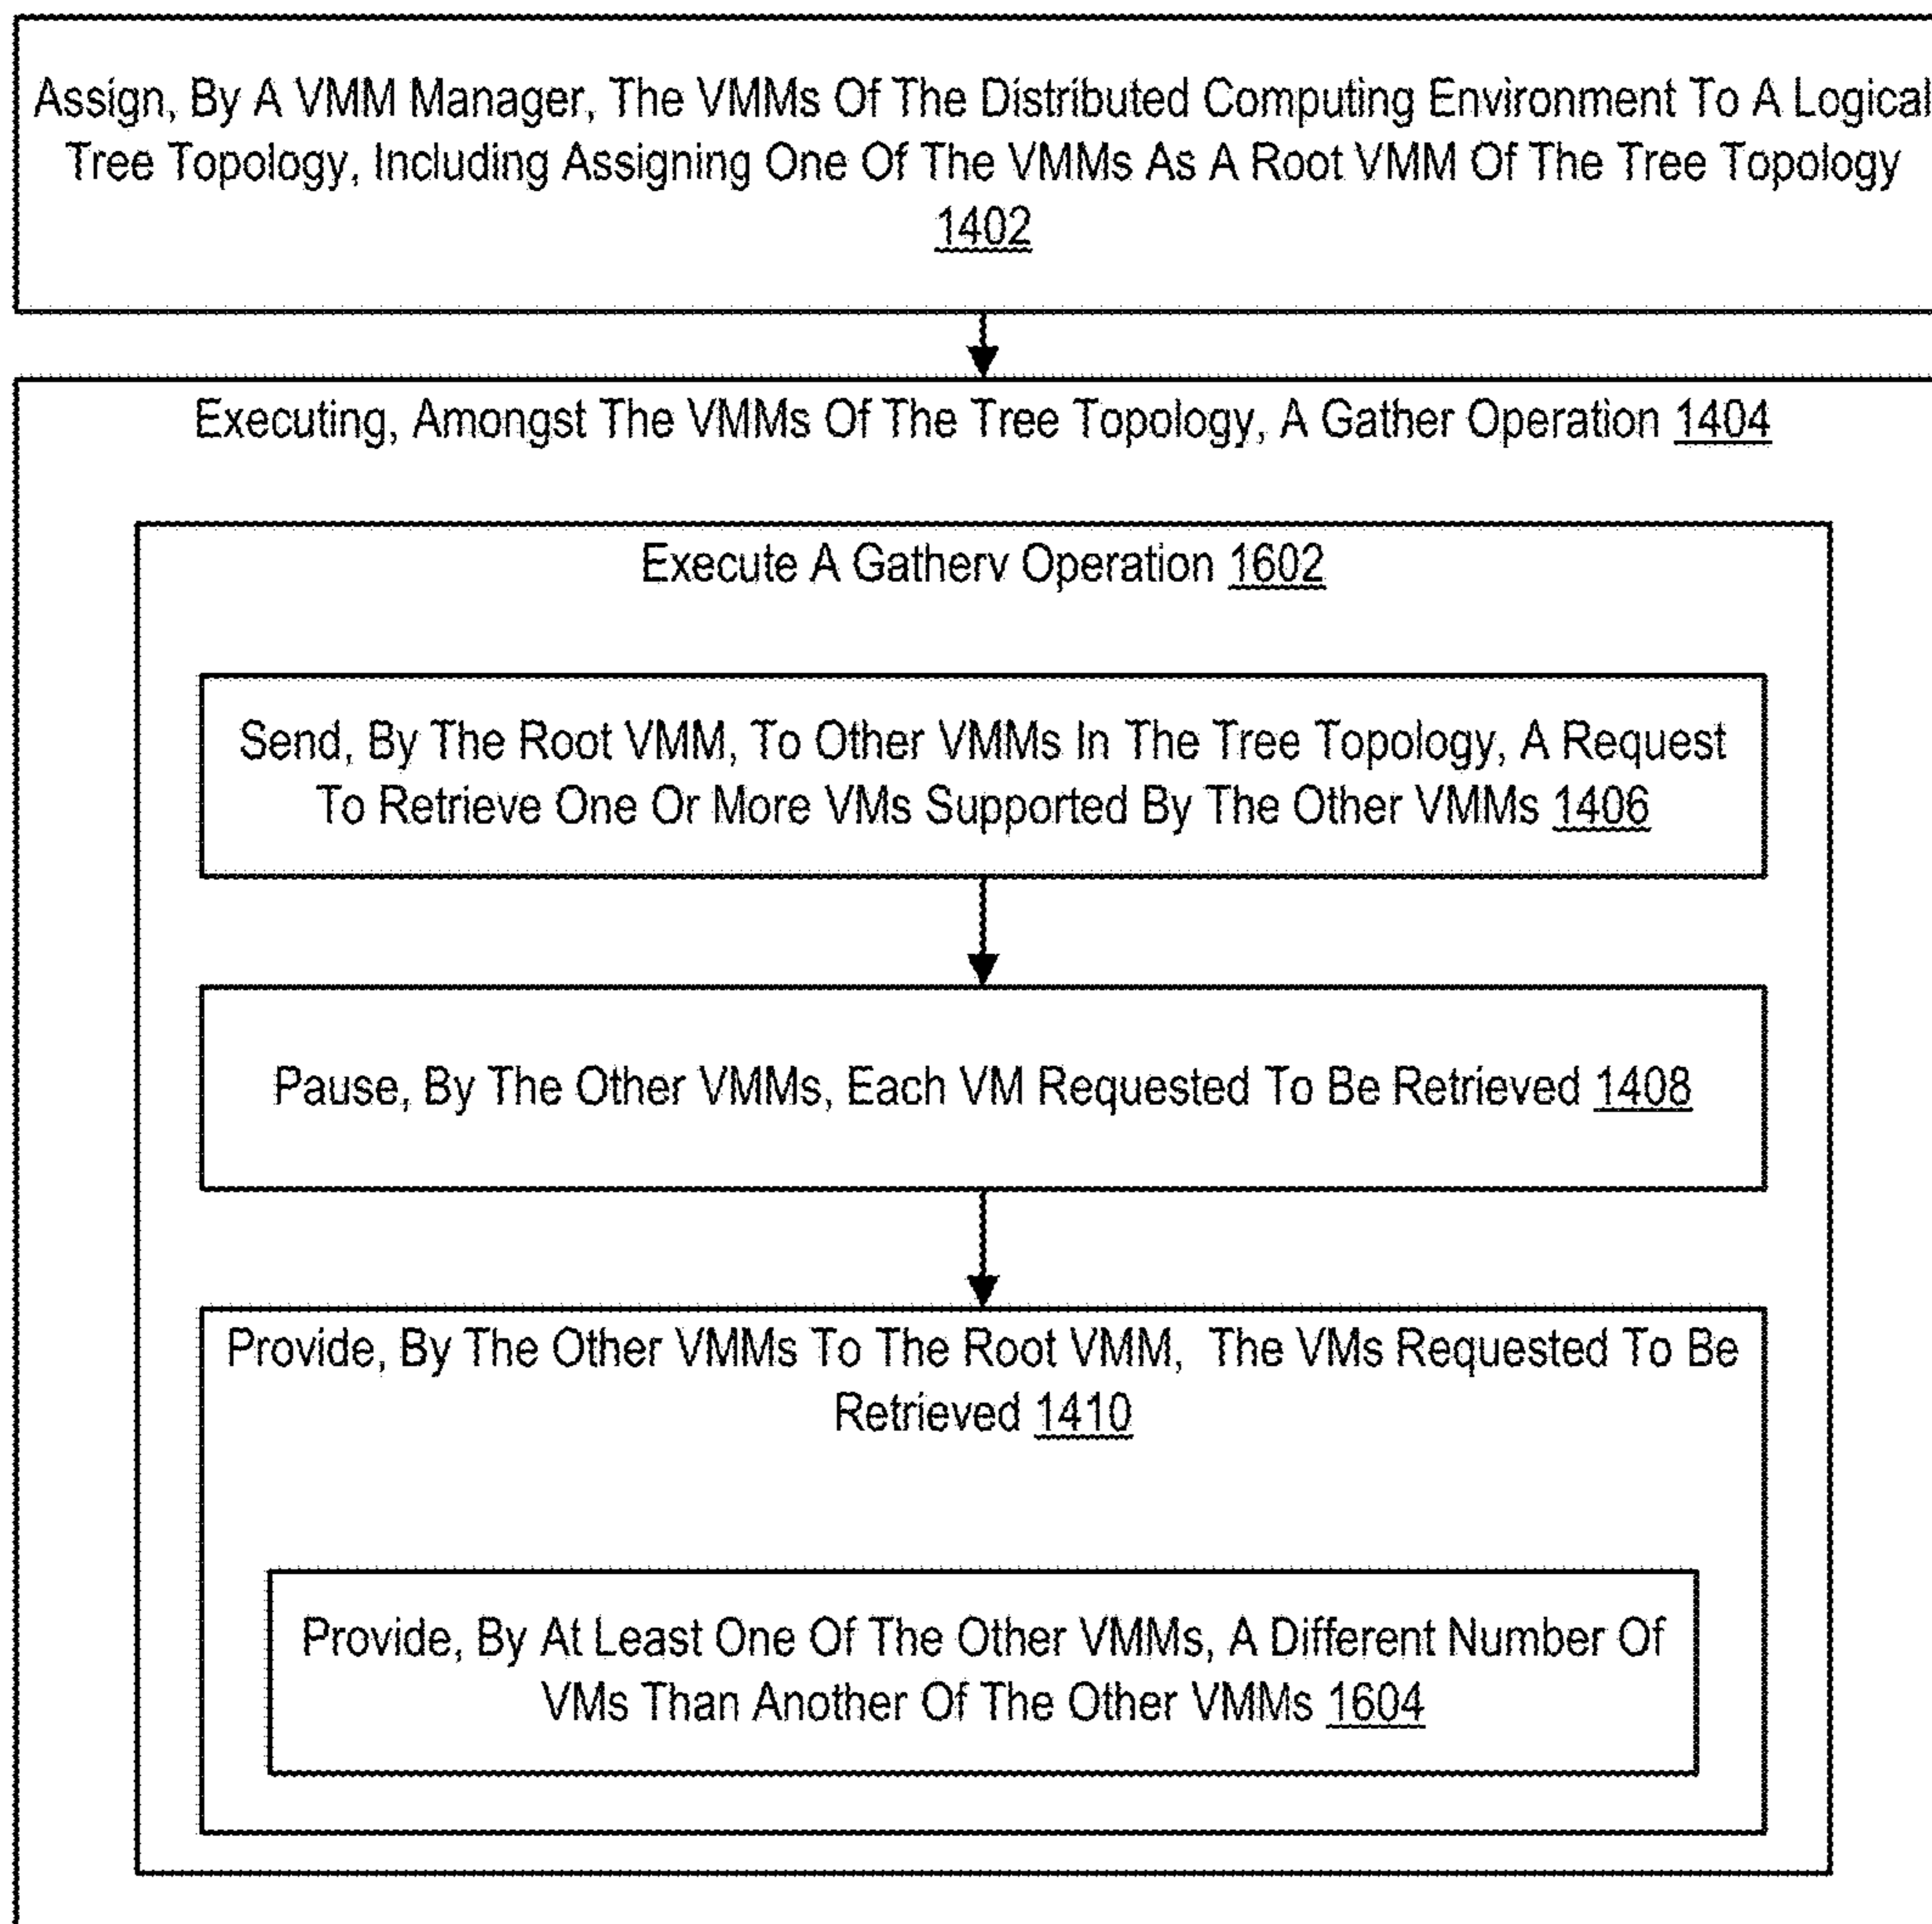 Assign, By A VMM Manager, The VMMs Of The Distributed Computing Environment To A Logical
Tree Topology, Including Assigning One Of The VMMs As A Root VMM Of The Tree Topology
1402
Executing, Amongst The VMMs Of The Tree Topology, A Gather Operation 1404
Execute A Gatherv Operation 1602
Send, By The Root VMM, To Other VMMs In The Tree Topology, A Request
To Retrieve One Or More VMs Supported By The Other VMMs 1406
Pause, By The Other VMMs, Each VM Requested To Be Retrieved 1408
Provide, By The Other VMMs To The Root VMM, The VMs Requested To Be
Retrieved 1410
Provide, By At Least One Of The Other VMMs, A Different Number Of
VMs Than Another Of The Other VMMs 1604